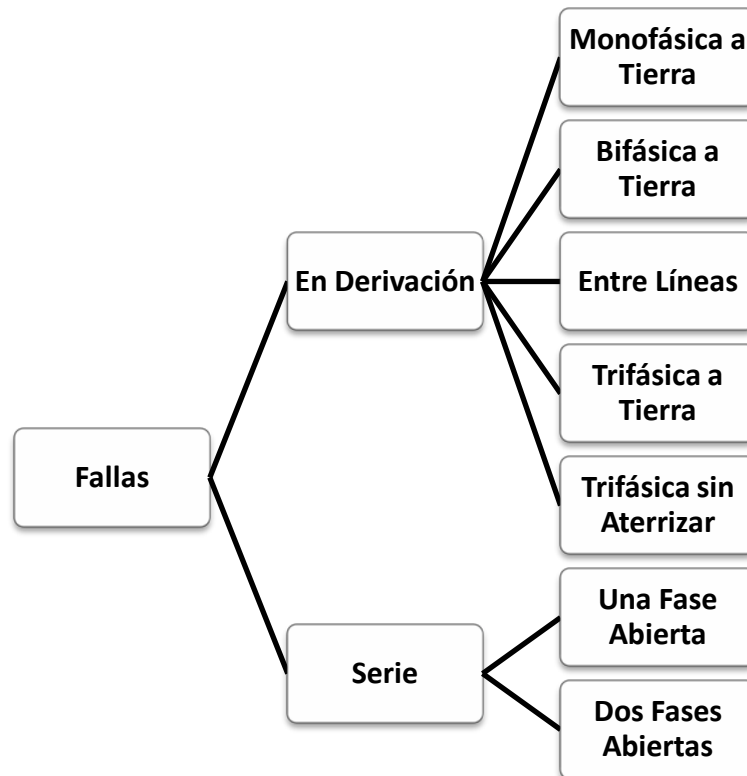 Fallas
En Derivación
Monofásica a
Tierra
Bifásica a
Tierra
Entre Líneas
Trifásica a
Tierra
Trifásica sin
Aterrizar
Serie
Una Fase
Abierta
Dos Fases
Abiertas